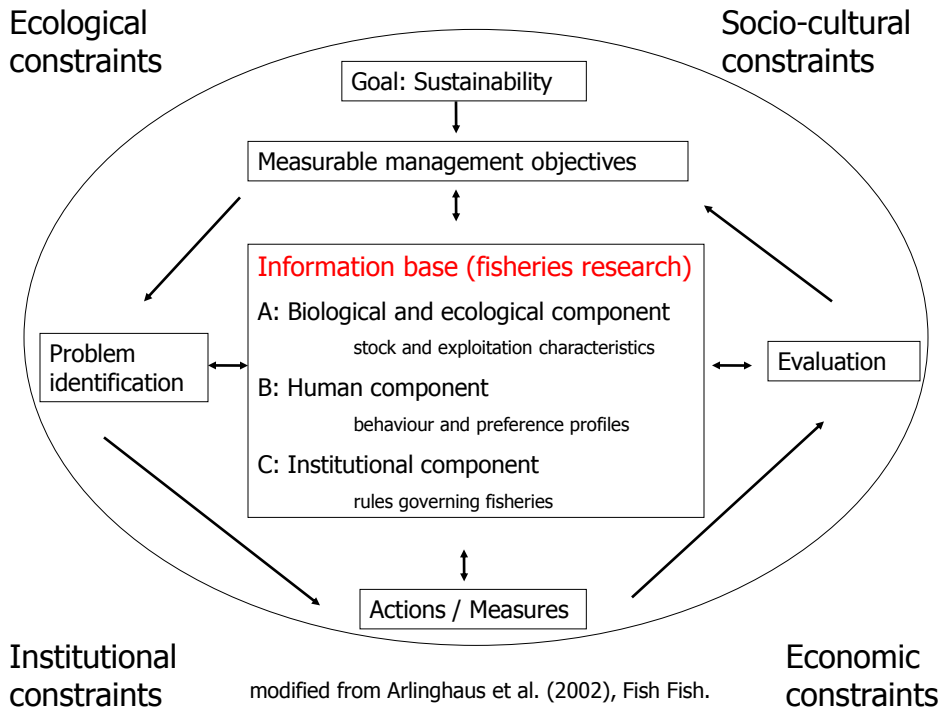 Ecological
constraints
Socio-cultural
constraints
Goal: Sustainability
Measurable management objectives
Information base (fisheries research)
A: Biological and ecological component
stock and exploitation characteristics
B: Human component
behaviour and preference profiles
C: Institutional component
rules governing fisheries
Problem
identification
Evaluation
Actions / Measures
Institutional
constraints
Economic
constraints
modified from Arlinghaus et al. (2002), Fish Fish.